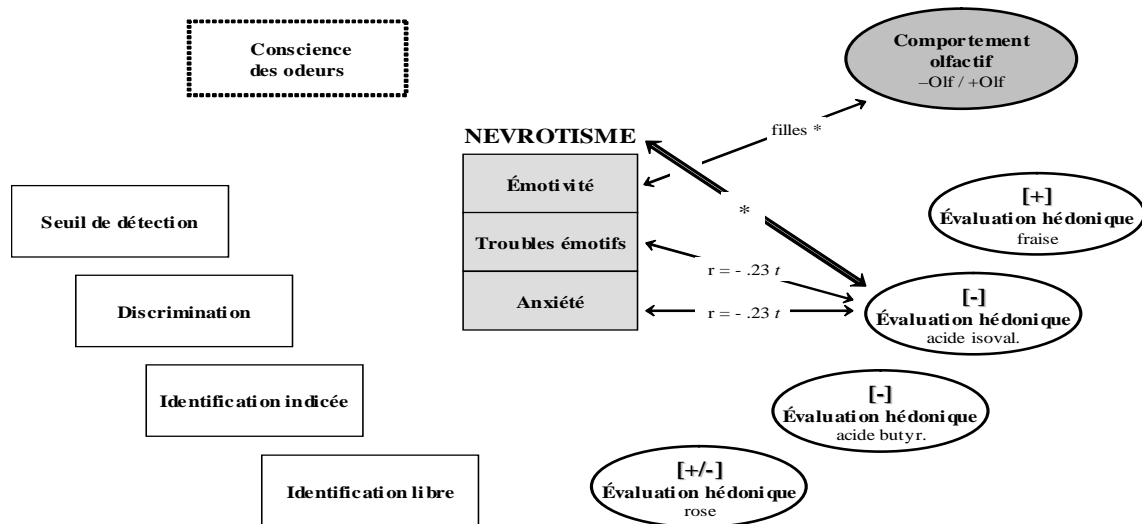 Conscience
des odeurs
Comportement
olfactif
–Olf / +Olf
filles *
NEVROTISME
Émotivité
Troubles émotifs
Anxiété
*
r = - .23 t
r = - .23 t
Seuil de détection
Discrimination
Identification indicée
Identification libre
[+]
Évaluation hédonique
fraise
[-]
Évaluation hédonique
acide isoval.
[-]
Évaluation hédonique
acide butyr.
[+/-]
Évaluation hédonique
rose